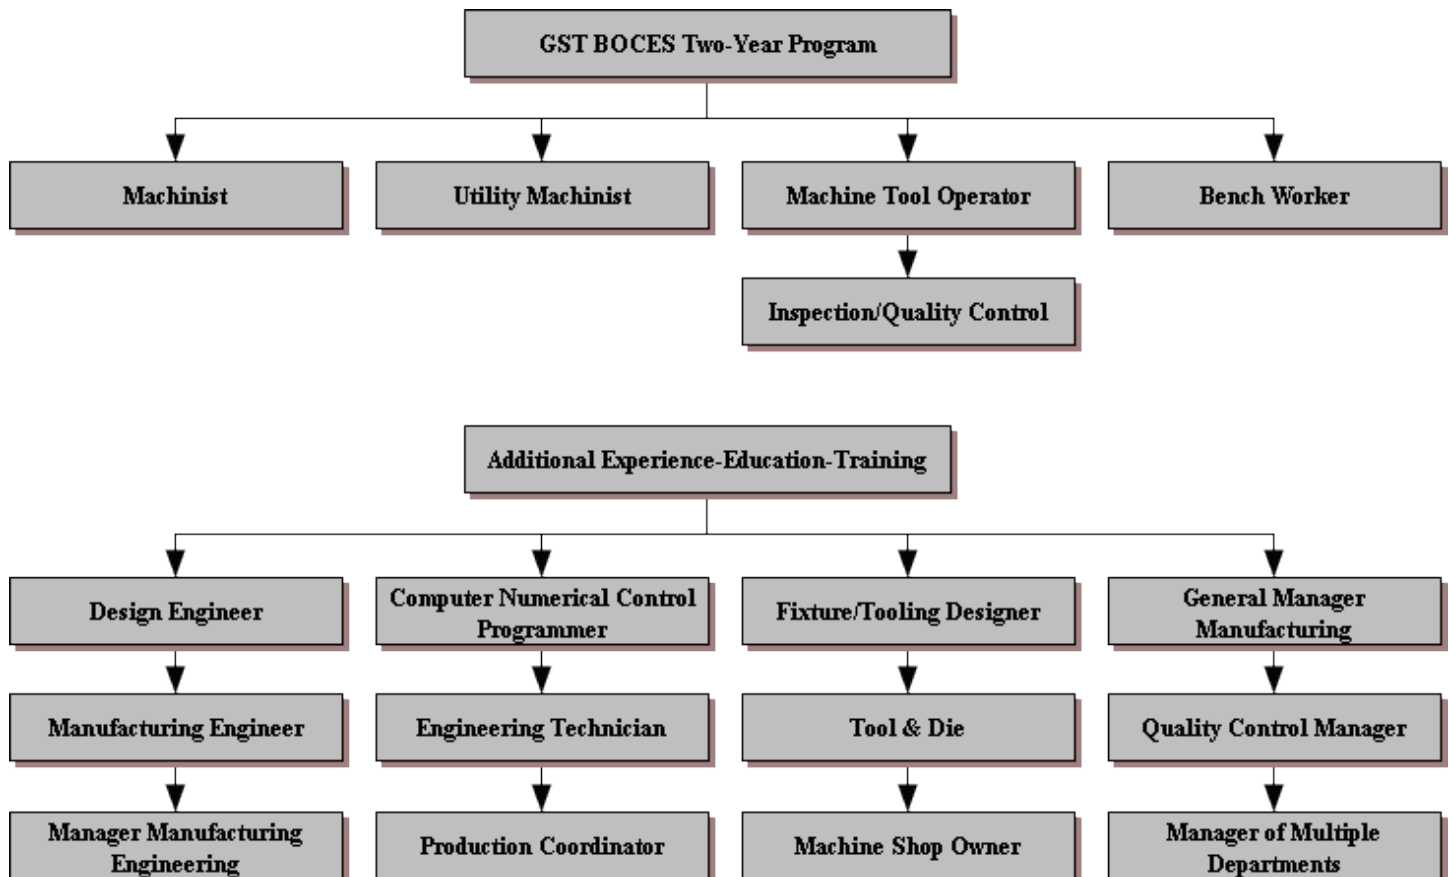 GST BOCES Two-Year Program
Machinist
Utility Machinist
Machine Tool Operator
Bench Worker
Inspection/Quality Control
Additional Experience-Education-Training
Design Engineer
Computer Numerical Control
Programmer
Fixture/Tooling Designer
General Manager
Manufacturing
Manufacturing Engineer
Engineering Technician
Tool & Die
Quality Control Manager
Manager Manufacturing
Engineering
Production Coordinator
Machine Shop Owner
Manager of Multiple
Departments